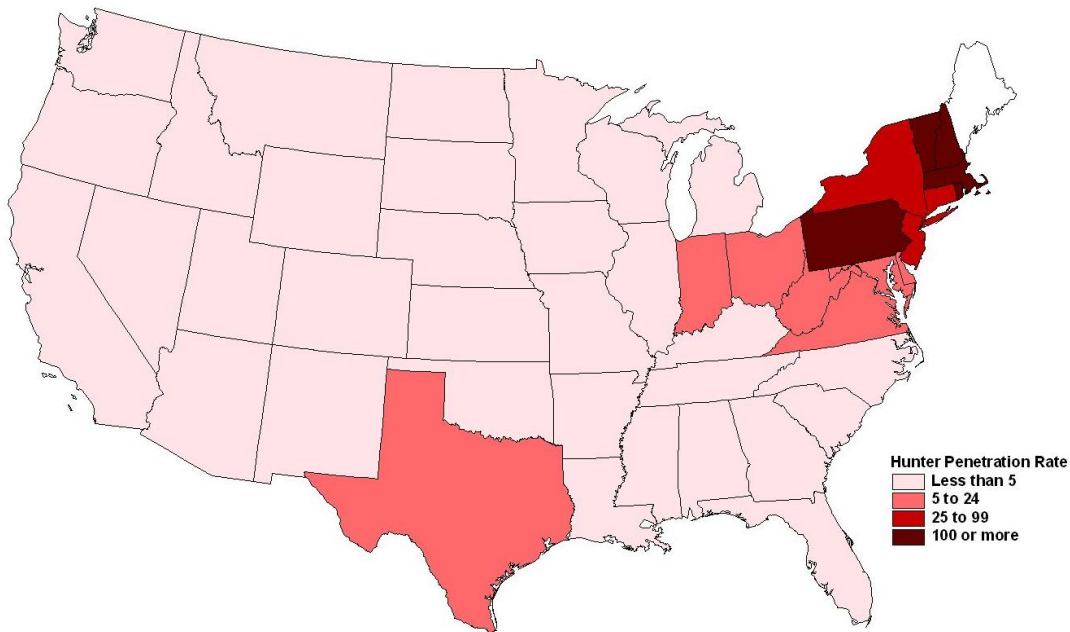 Hunter Penetration Rate
Less than 5
5 to 24
25 to 99
100 or more